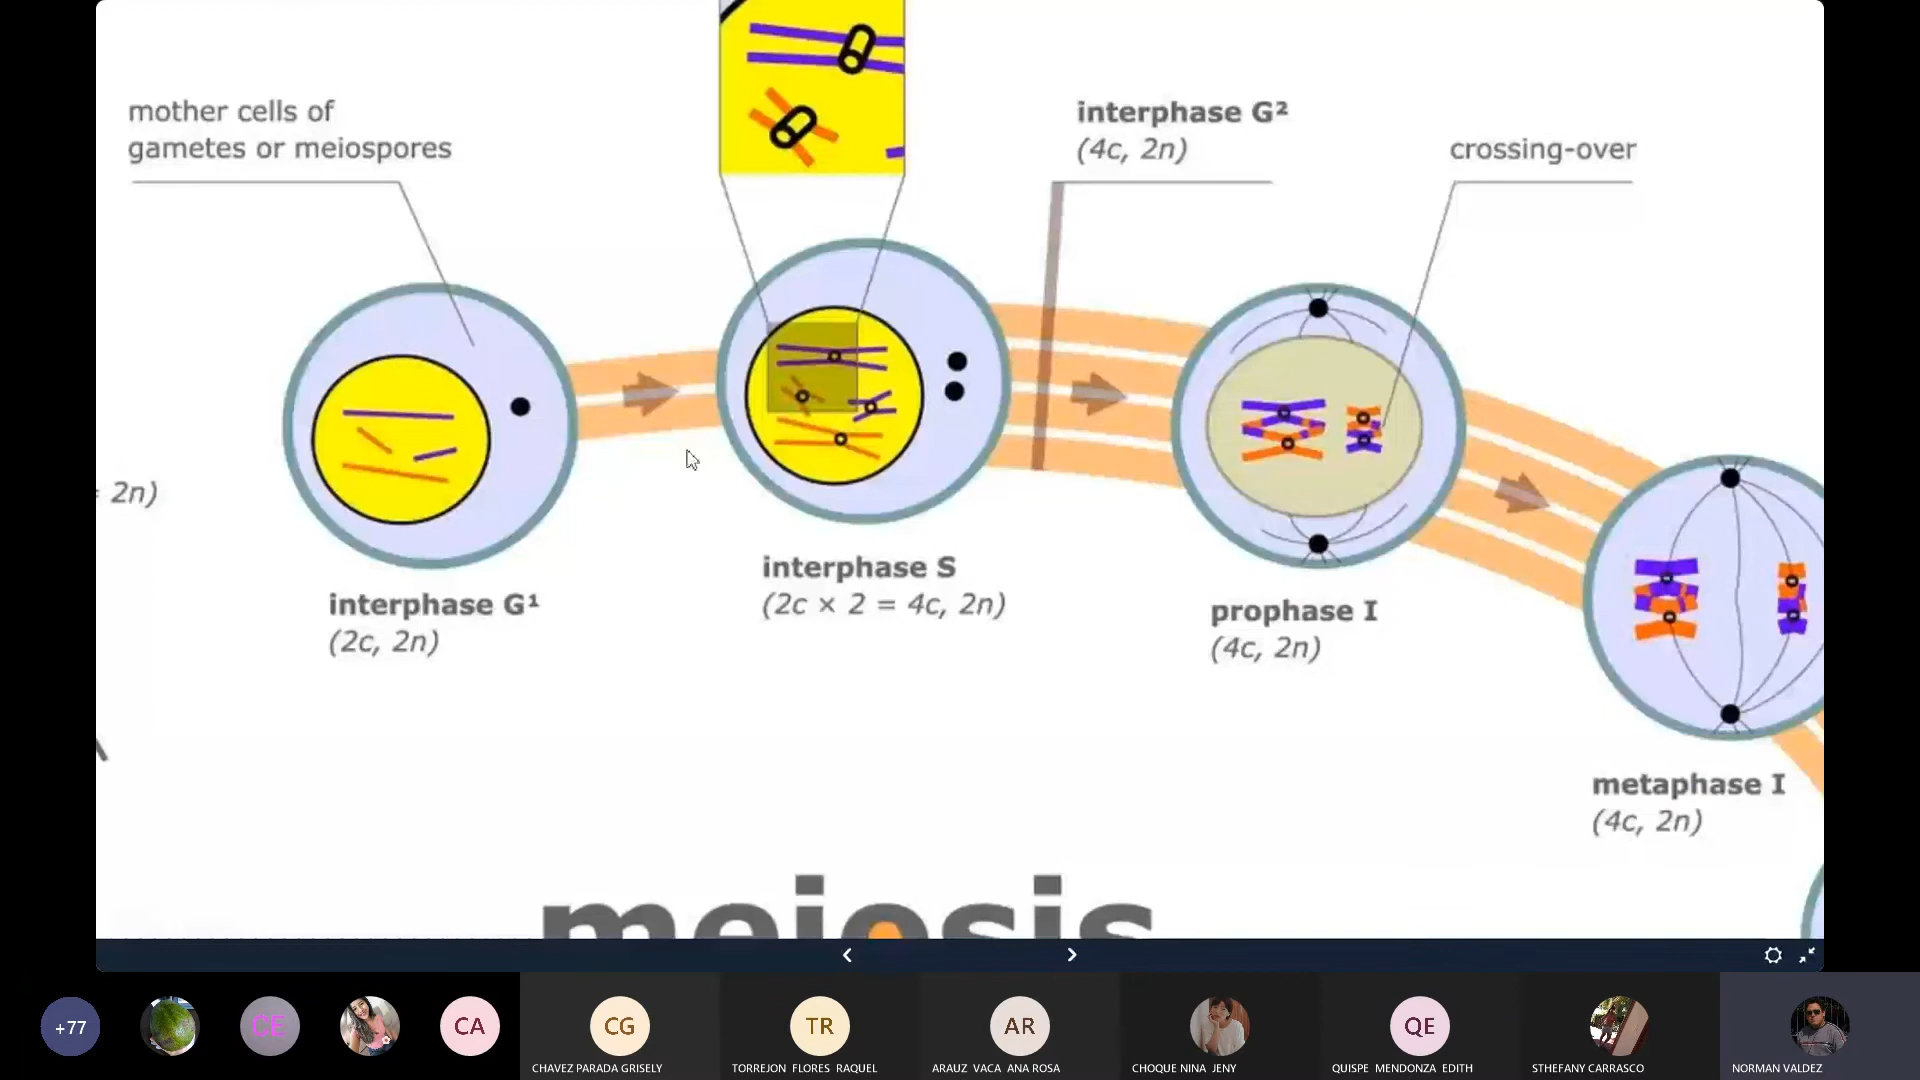 mother cells of
gametes or meiospores
interphase G²
(4c, 2n)
crossing-over
= 2n)
interphase G¹
(2c, 2n)
interphase S
(2c × 2 = 4c, 2n)
prophase I
(4c, 2n)
metaphase I
(4c, 2n)
meiosis
+77
CE
CA
CG
TR
AR
QE
CHAVEZ PARADA GRISELY
TORREJON FLORES RAQUEL
ARAUZ VACA ANA ROSA
CHOQUE NINA JENY
QUISPE MENDONZA EDITH
STHEFANY CARRASCO
NORMAN VALDEZ